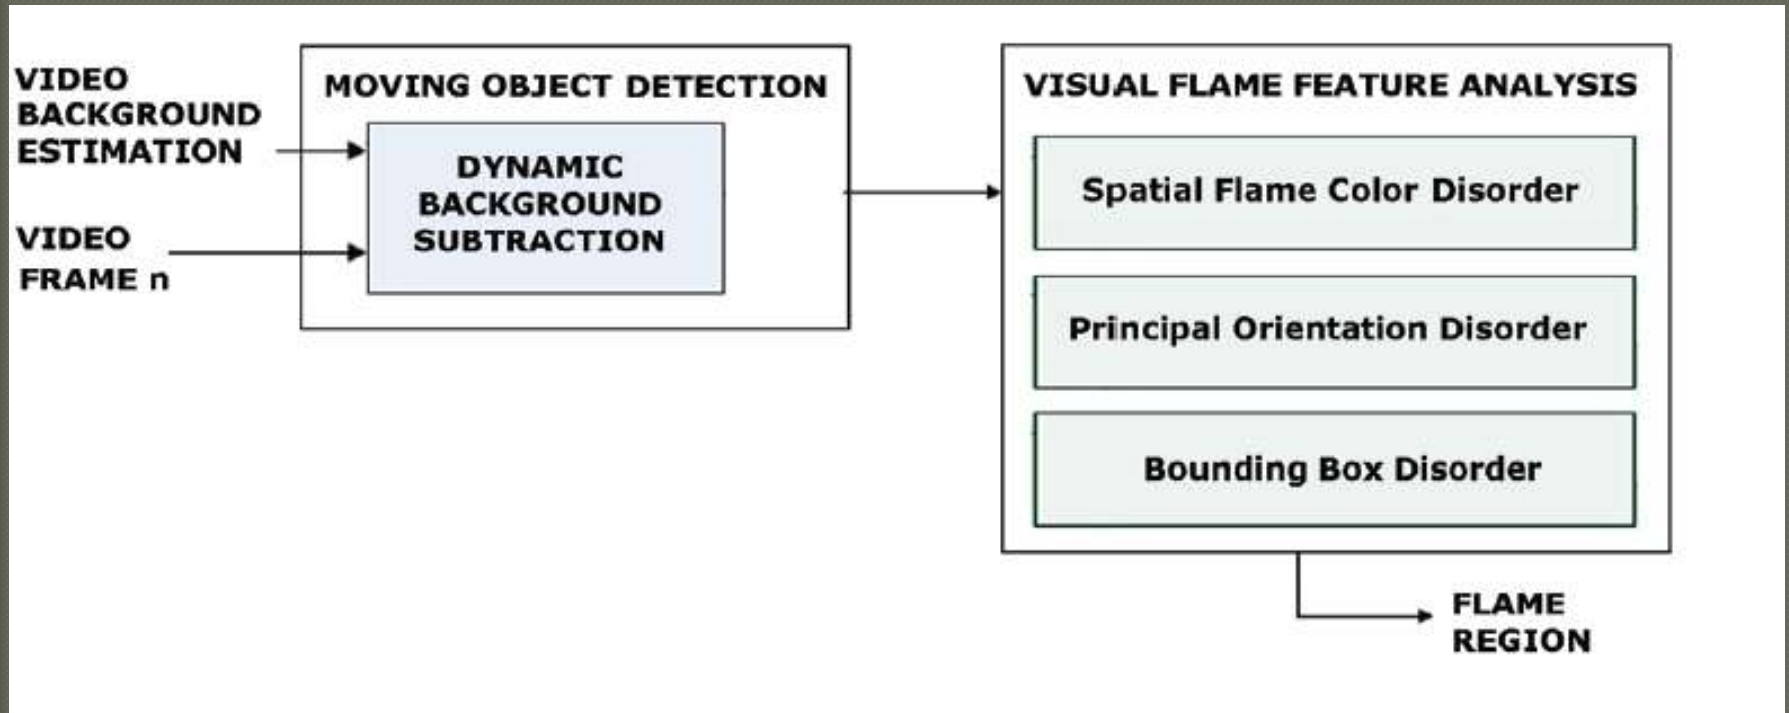 VIDEO
BACKGROUND
ESTIMATION
VIDEO
FRAME n
MOVING OBJECT DETECTION
DYNAMIC
BACKGROUND
SUBTRACTION
VISUAL FLAME FEATURE ANALYSIS
Spatial Flame Color Disorder
Principal Orientation Disorder
Bounding Box Disorder
FLAME
REGION